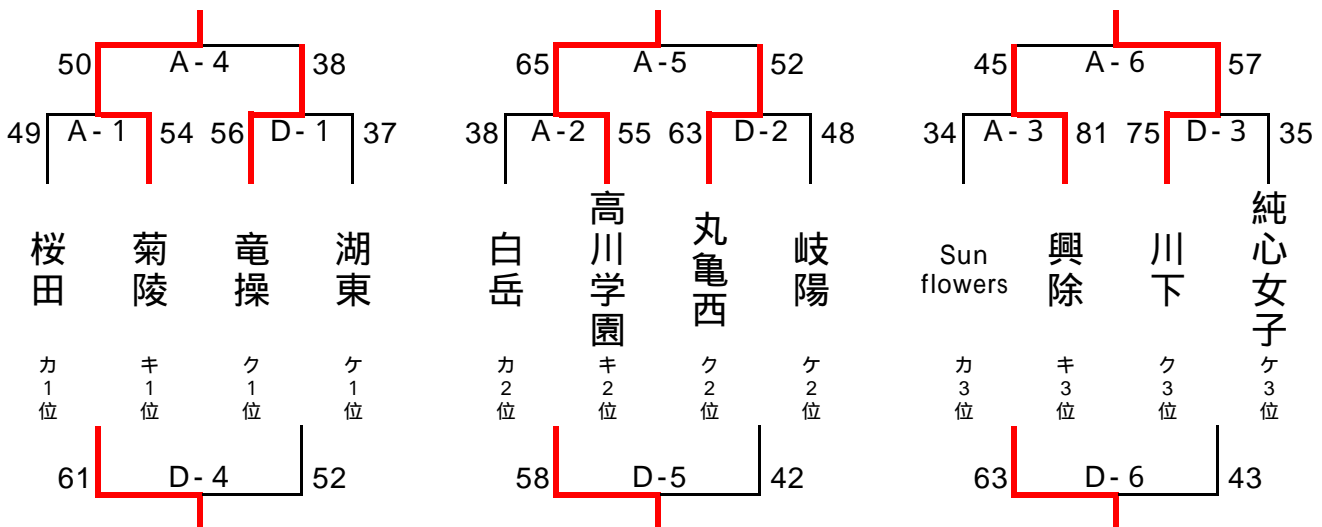 50 A-4 38
65 A-5 52
45 A-6 57
49 A-1 54 56 D-1 37
38 A-2 55 63 D-2 48
34 A-3 81 75 D-3 35
桜田
菊陵
竜操
湖東
白岳
高川学園
丸亀西
岐陽
Sun
flowers
興除
川下
純心女子
カ1位
キ1位
ク1位
ケ1位
カ2位
キ2位
ク2位
ケ2位
カ3位
キ3位
ク3位
ケ3位
61 D-4 52
58 D-5 42
63 D-6 43